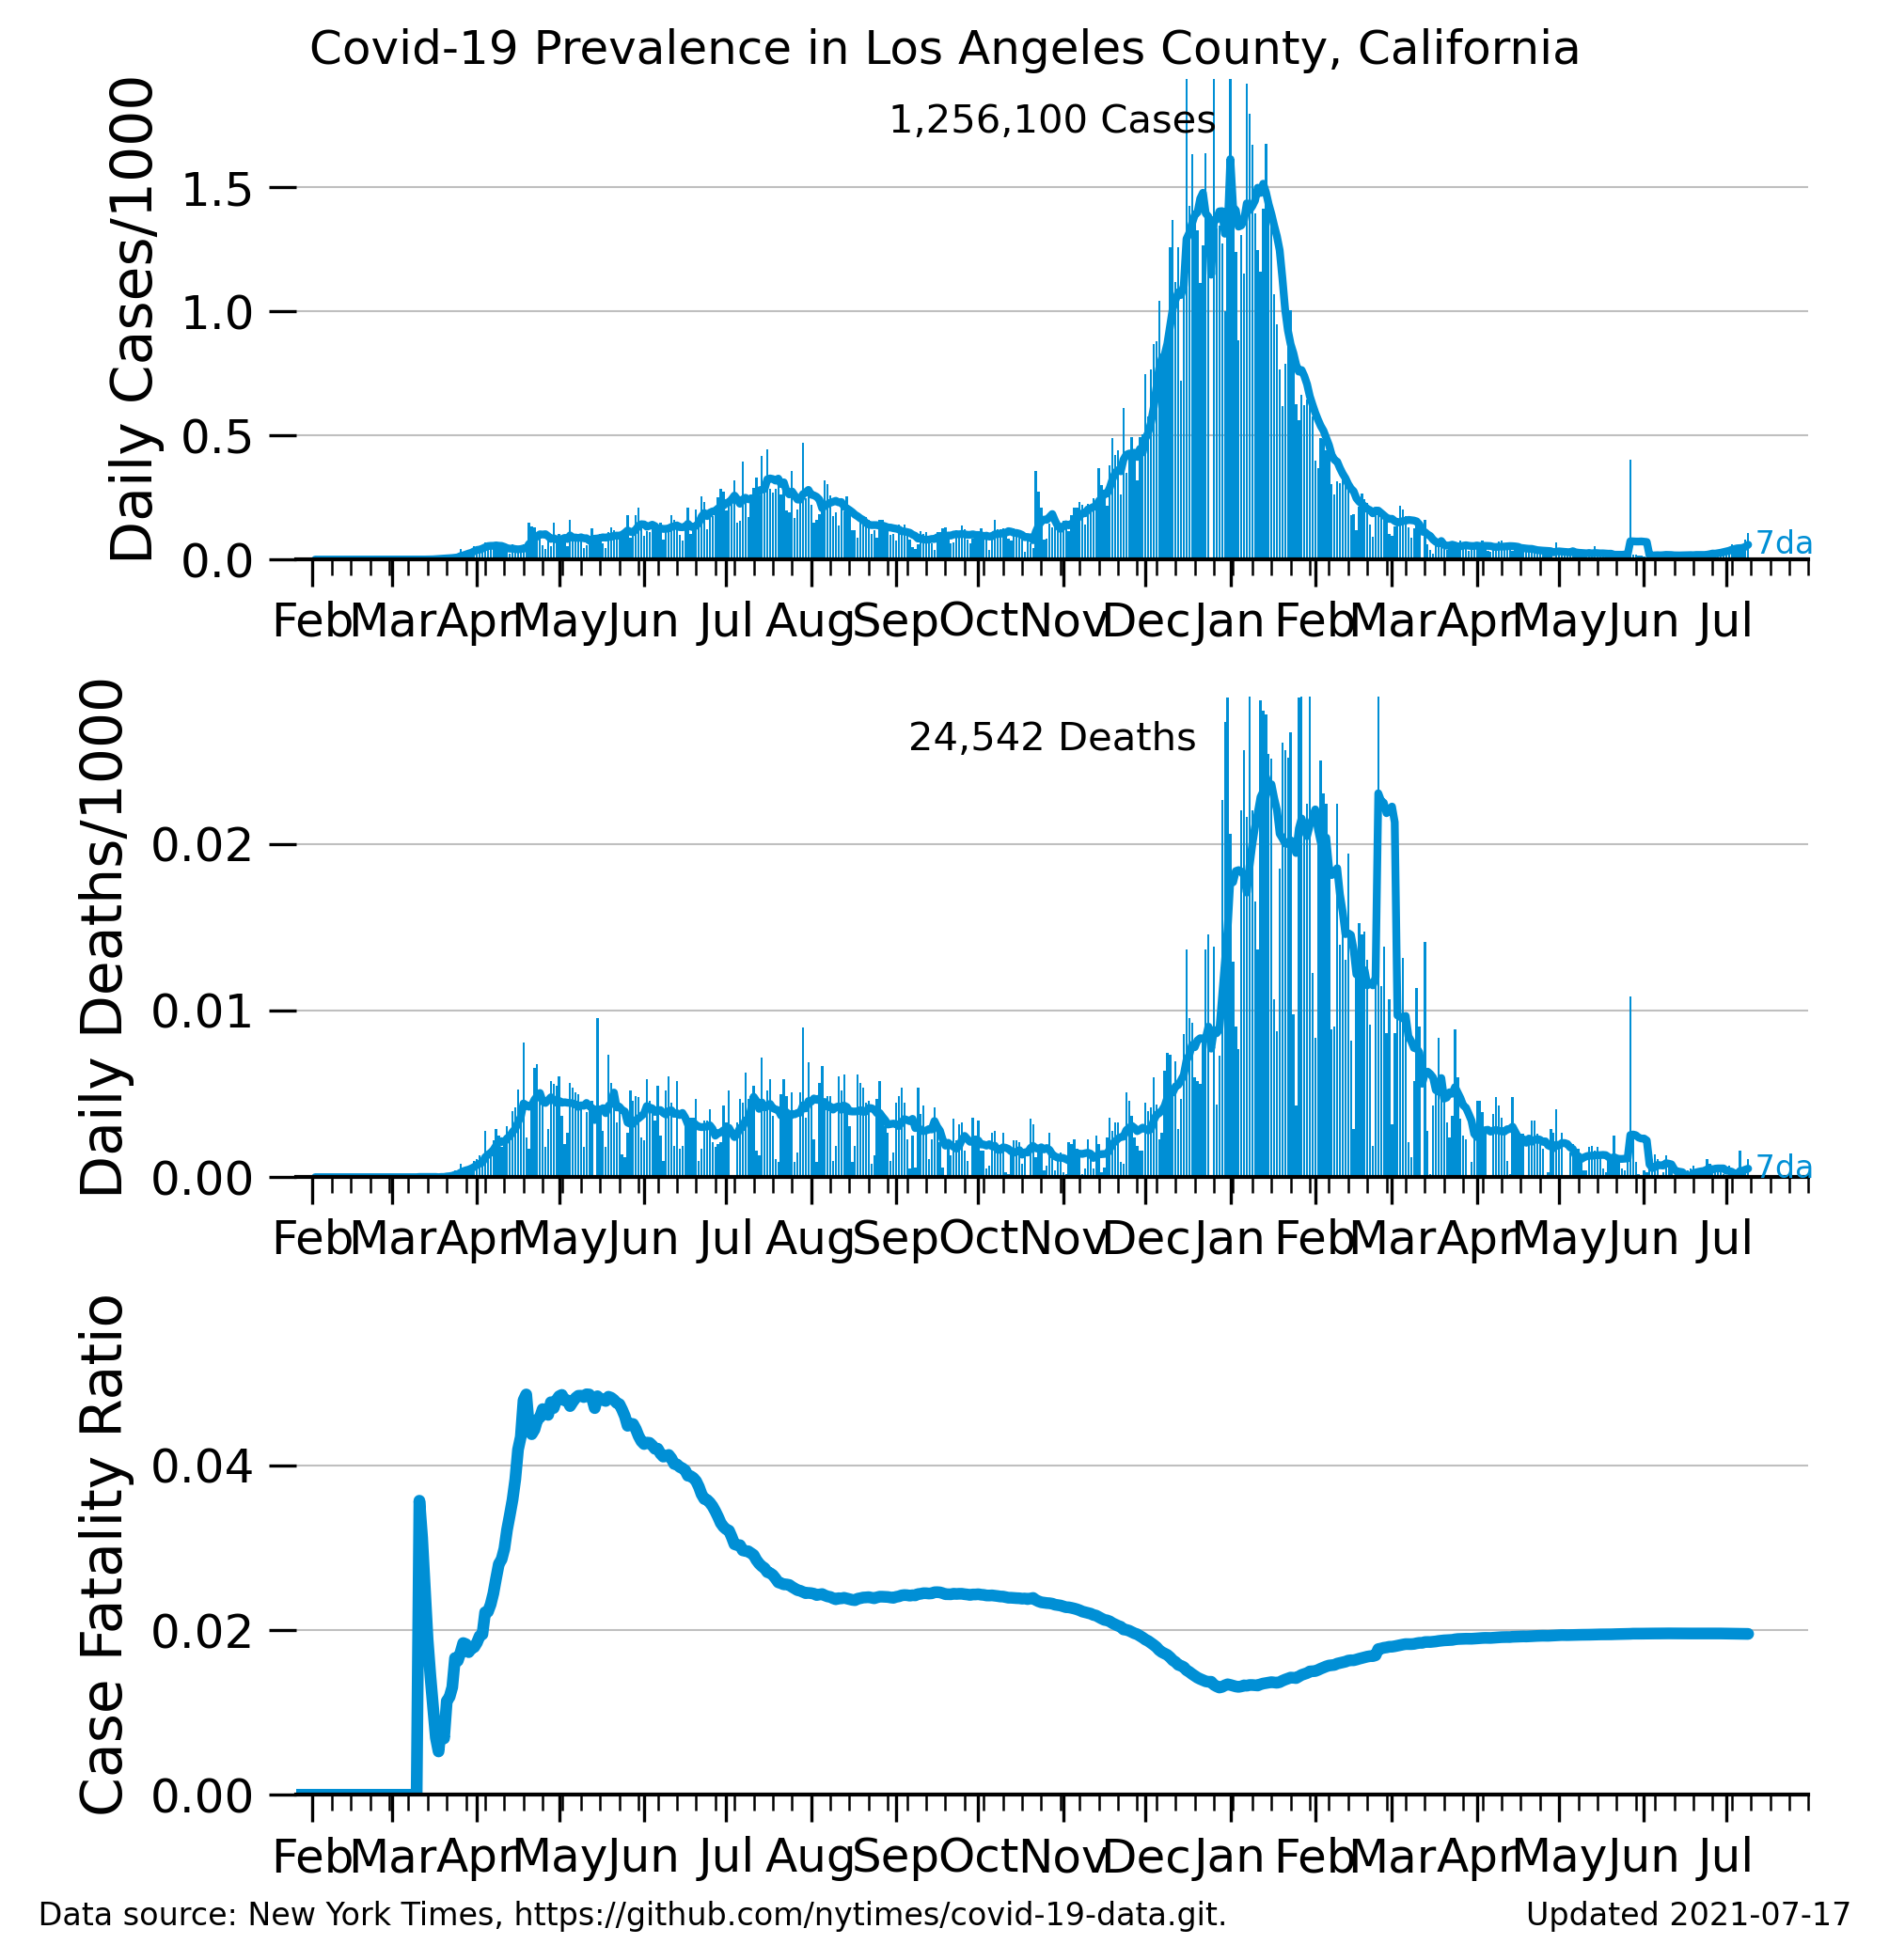 Covid-19 Prevalence in Los Angeles County, California
Daily Cases/1000
1,256,100 Cases
1.5
1.0
0.5
0.0
7da
Feb Mar Apr May Jun Jul Aug Sep Oct Nov Dec Jan Feb Mar Apr May Jun Jul
Daily Deaths/1000
24,542 Deaths
0.02
0.01
0.00
7da
Feb Mar Apr May Jun Jul Aug Sep Oct Nov Dec Jan Feb Mar Apr May Jun Jul
Case Fatality Ratio
0.04
0.02
0.00
Feb Mar Apr May Jun Jul Aug Sep Oct Nov Dec Jan Feb Mar Apr May Jun Jul
Data source: New York Times, https://github.com/nytimes/covid-19-data.git.
Updated 2021-07-17